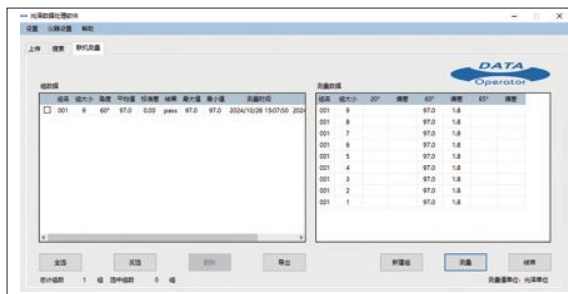 光泽数据处理软件
设置 仪器设置 帮助
上传 搜索 联机测量
DATA
Operator
组数据
测量数据
组名 组大小 角度 平均值 标准差 结果 最大值 最小值 测量时间
001 9 60° 97.0 0.00 pass 97.0 97.0 2024/10/28 15:07:50 2024
组名 组大小 20° 偏差 60° 偏差 85° 偏差
001 9 97.0 1.8
001 8 97.0 1.8
001 7 97.0 1.8
001 6 97.0 1.8
001 5 97.0 1.8
001 4 97.0 1.8
001 3 97.0 1.8
001 2 97.0 1.8
001 1 97.0 1.8
全选 反选 删除 导出 新建组 测量 结束
总计组数 1 组 选中组数 0 组
测量值单位：光泽单位